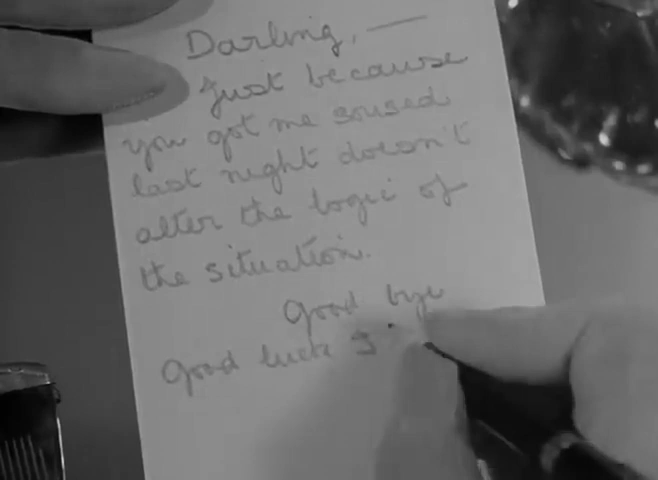 Darling, —
Just because
you got me soused
last night doesn't
alter the logic of
the situation.
Good bye
Good luck I